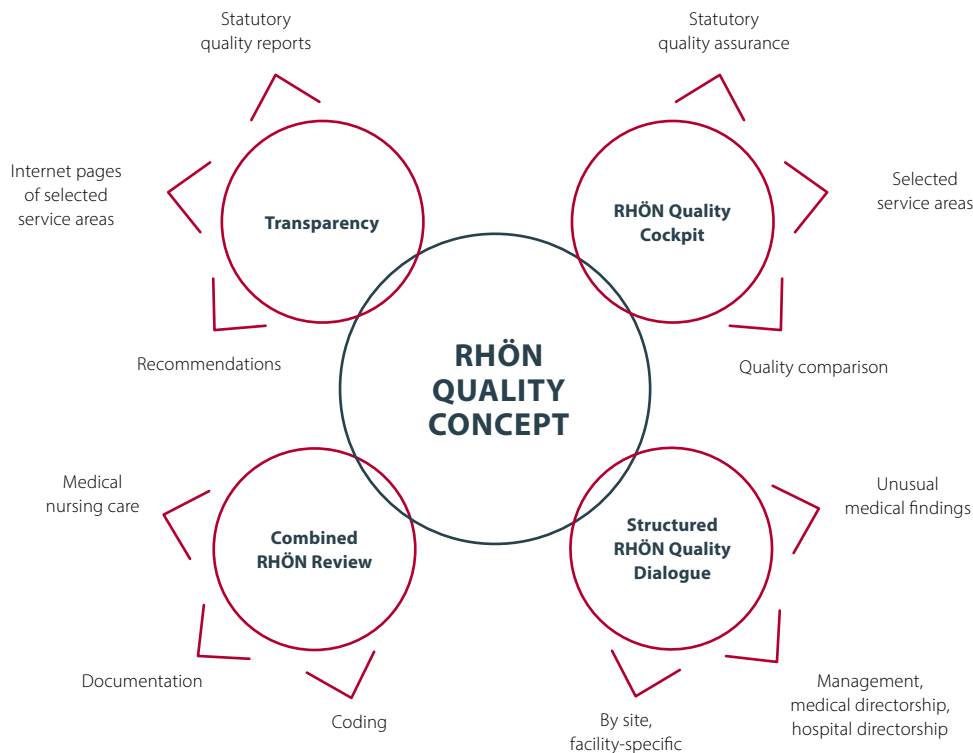 Statutory
quality reports
Statutory
quality assurance
Internet pages
of selected
service areas
Transparency
RHÖN Quality
Cockpit
Selected
service areas
Recommendations
Quality comparison
RHÖN
QUALITY
CONCEPT
Medical
nursing care
Combined
RHÖN Review
Structured
RHÖN Quality
Dialogue
Unusual
medical findings
Documentation
Coding
By site,
facility-specific
Management,
medical directorship,
hospital directorship